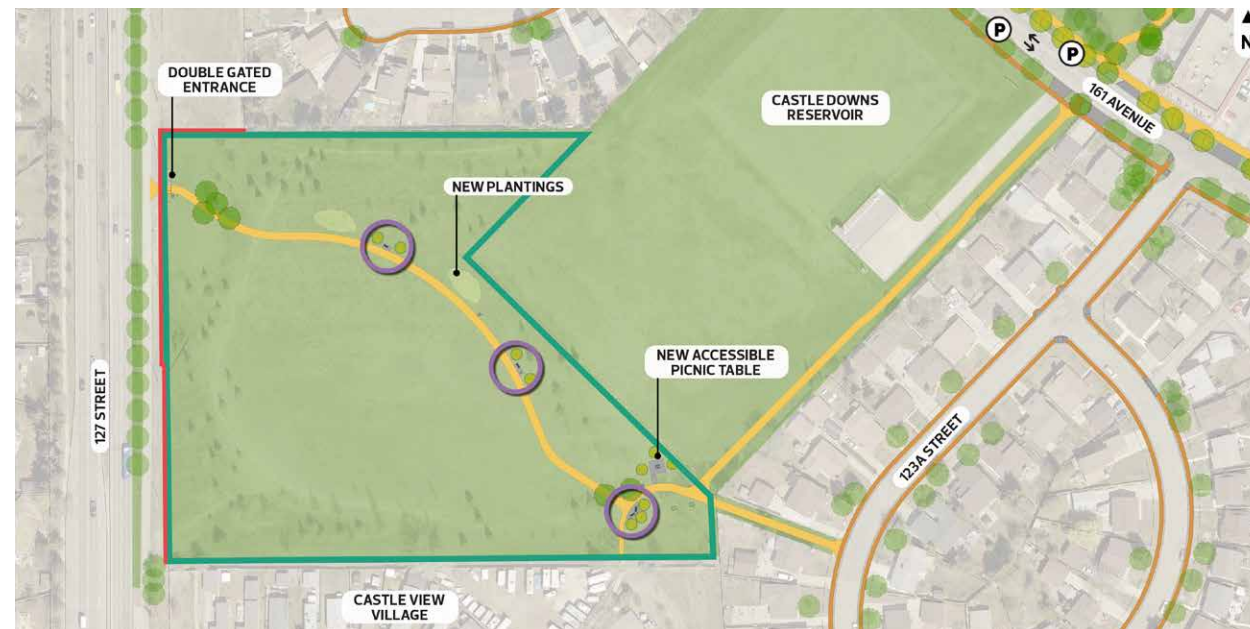 DOUBLE GATED
ENTRANCE
NEW PLANTINGS
CASTLE DOWNS
RESERVOIR
P
P
161 AVENUE
N
NEW ACCESSIBLE
PICNIC TABLE
127 STREET
123A STREET
CASTLE VIEW
VILLAGE